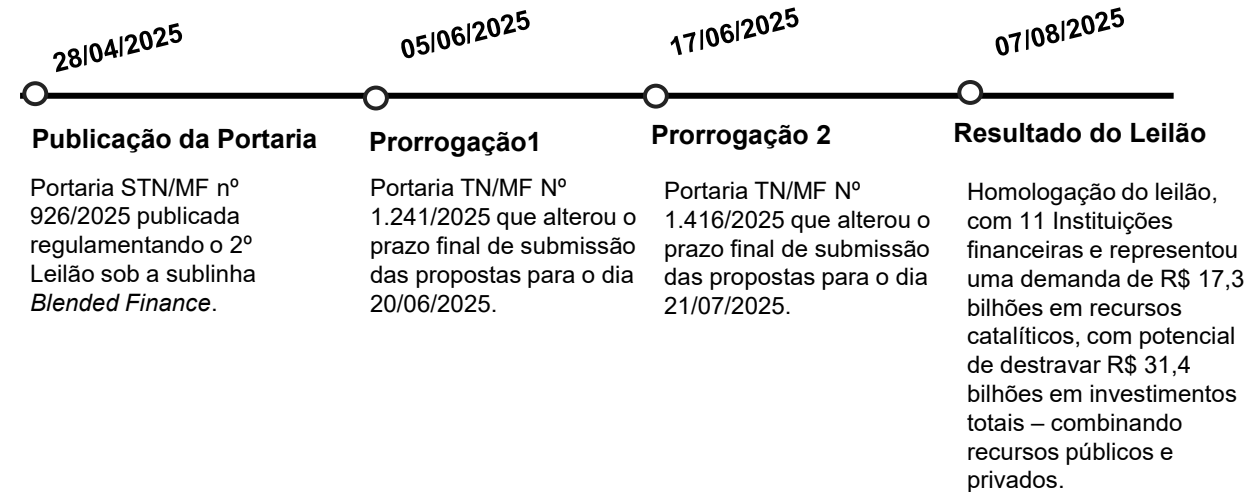 28/04/2025
Publicação da Portaria
Portaria STN/MF nº
926/2025 publicada
regulamentando o 2º
Leilão sob a sublinha
Blended Finance.
05/06/2025
Prorrogação1
Portaria TN/MF Nº
1.241/2025 que alterou o
prazo final de submissão
das propostas para o dia
20/06/2025.
17/06/2025
Prorrogação 2
Portaria TN/MF Nº
1.416/2025 que alterou o
prazo final de submissão
das propostas para o dia
21/07/2025.
07/08/2025
Resultado do Leilão
Homologação do leilão,
com 11 Instituições
financeiras e representou
uma demanda de R$ 17,3
bilhões em recursos
catalíticos, com potencial
de destravar R$ 31,4
bilhões em investimentos
totais – combinando
recursos públicos e
privados.